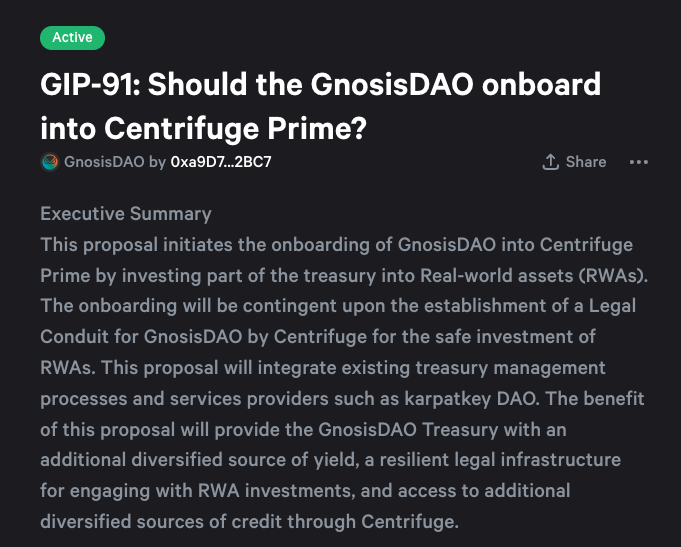 Active
GIP-91: Should the GnosisDAO onboard
into Centrifuge Prime?
GnosisDAO by 0xa9D7...2BC7
Share
Executive Summary
This proposal initiates the onboarding of GnosisDAO into Centrifuge
Prime by investing part of the treasury into Real-world assets (RWAs).
The onboarding will be contingent upon the establishment of a Legal
Conduit for GnosisDAO by Centrifuge for the safe investment of
RWAs. This proposal will integrate existing treasury management
processes and services providers such as karpatkey DAO. The benefit
of this proposal will provide the GnosisDAO Treasury with an
additional diversified source of yield, a resilient legal infrastructure
for engaging with RWA investments, and access to additional
diversified sources of credit through Centrifuge.